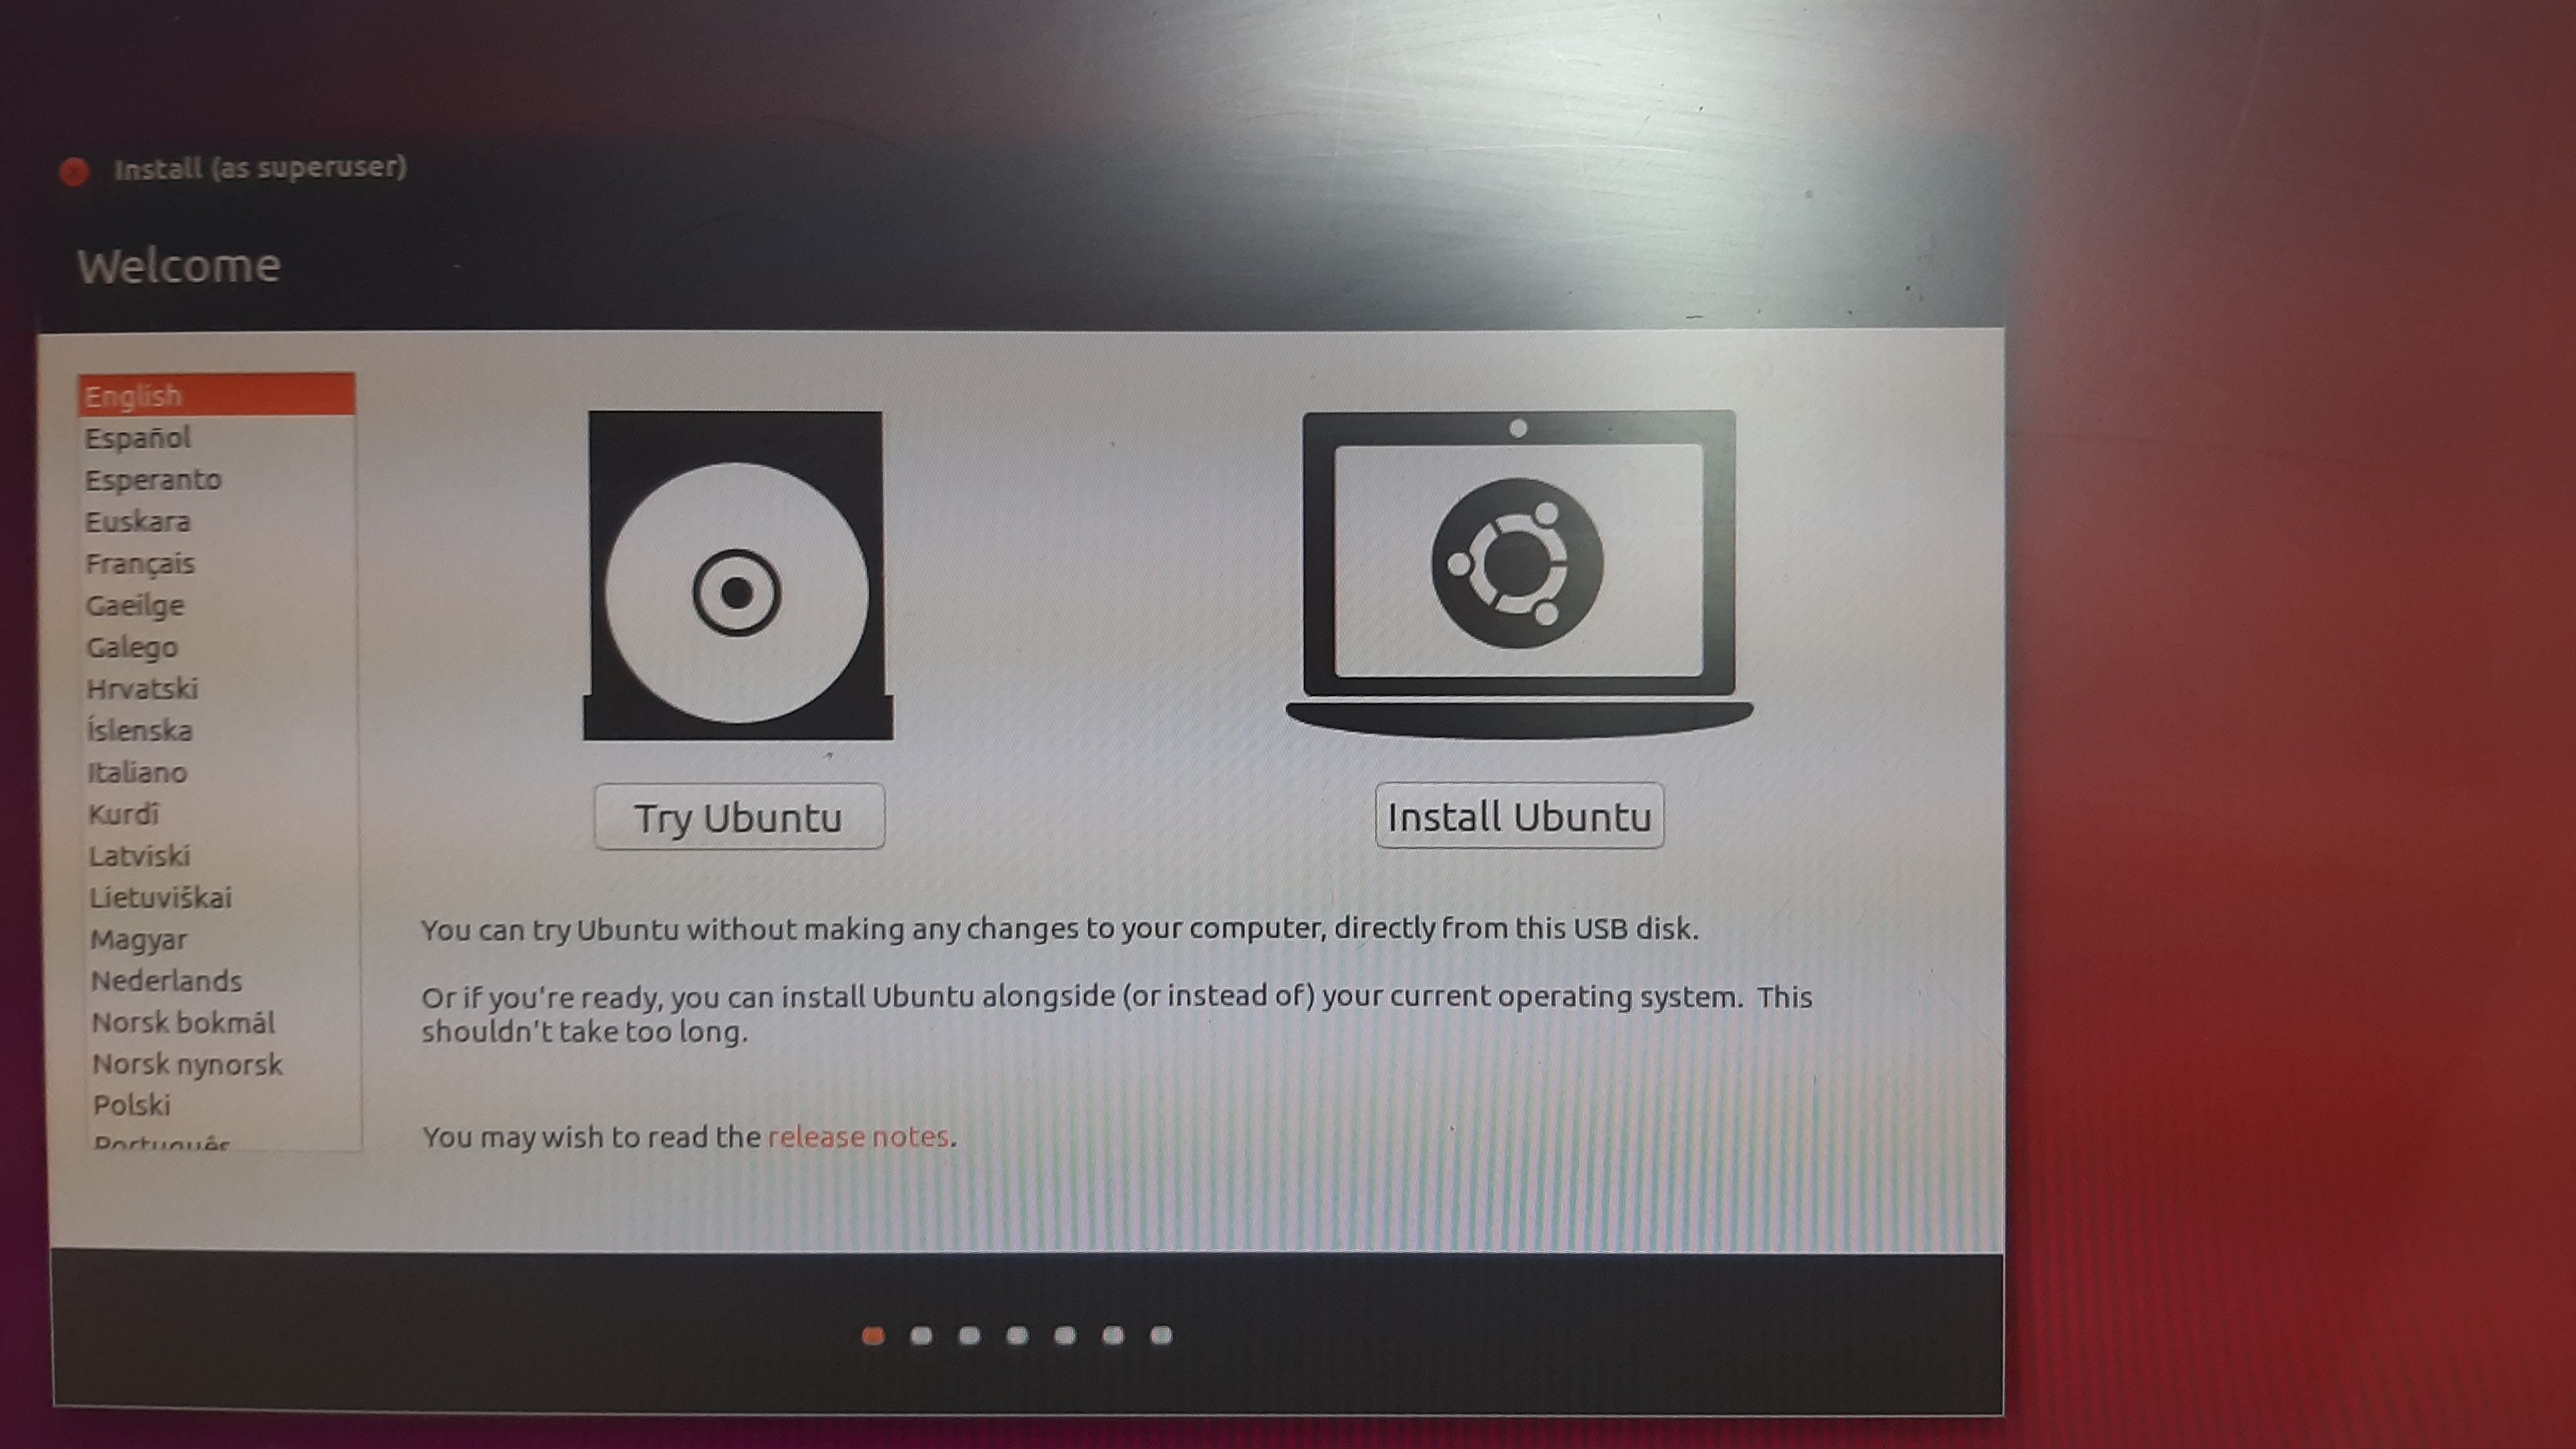 Install (as superuser)
Welcome
English
Español
Esperanto
Euskara
Français
Gaeilge
Galego
Hrvatski
Íslenska
Italiano
Kurdî
Latviski
Lietuviškai
Magyar
Nederlands
Norsk bokmål
Norsk nynorsk
Polski
Português
Try Ubuntu
Install Ubuntu
You can try Ubuntu without making any changes to your computer, directly from this USB disk.
Or if you're ready, you can install Ubuntu alongside (or instead of) your current operating system. This
shouldn't take too long.
You may wish to read the release notes.